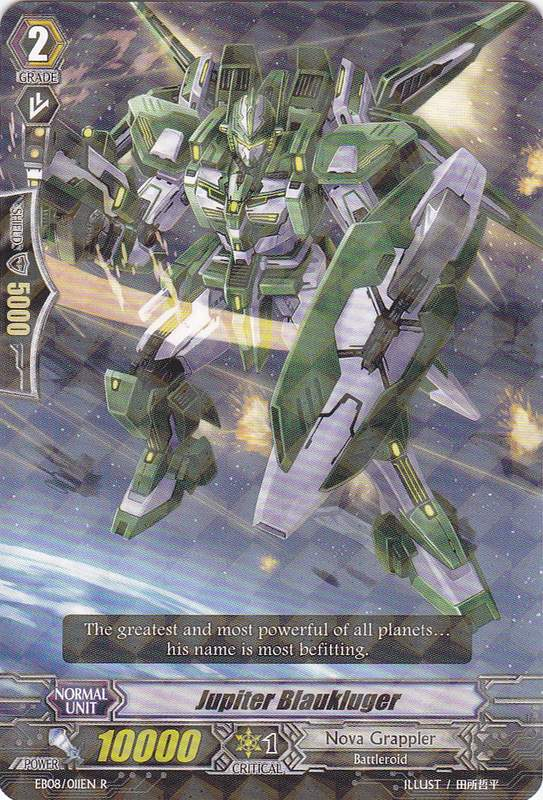 2
GRADE
SHIELD
5000
The greatest and most powerful of all planets...
his name is most befitting.
NORMAL
UNIT
Jupiter Blaukluger
POWER
10000
1
CRITICAL
Nova Grappler
Battleroid
EB08/011EN R
ILLUST / 田所哲平